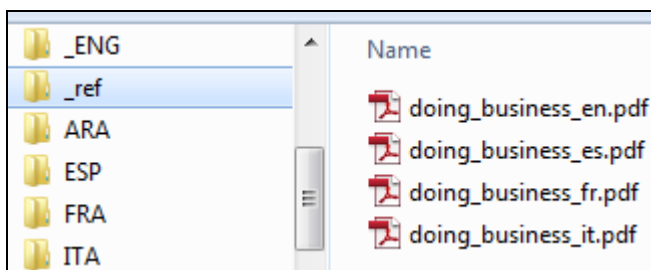 _ENG
_ref
ARA
ESP
FRA
ITA
Name
doing_business_en.pdf
doing_business_es.pdf
doing_business_fr.pdf
doing_business_it.pdf